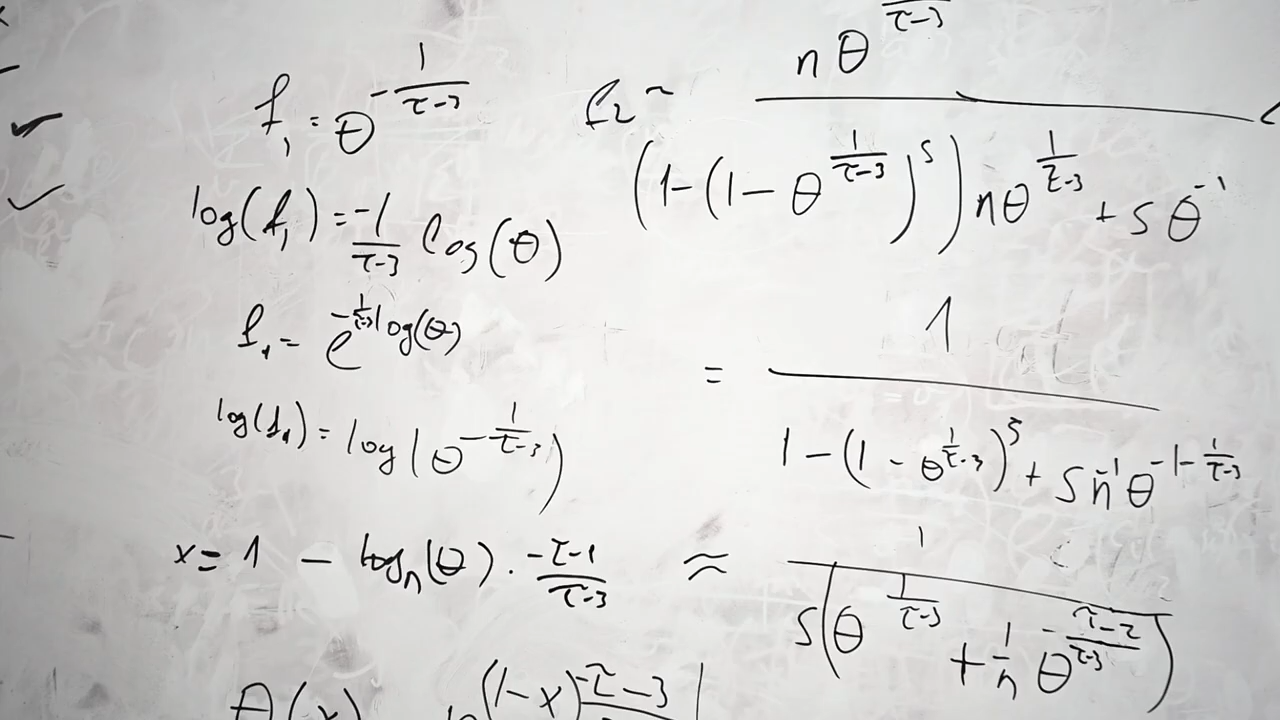 f₁ = θ^(-1/(τ-3))
log(f₁) = -1/(τ-3) log(θ)
f₁ = e^(-1/(τ-3) log(θ))
log(f₁) = log(θ^(-1/(τ-3)))
x = 1 - logₙ(θ) · (-τ-1)/(τ-3)
f₂ ~ nθ^(1/(τ-3)) / ((1-(1-θ^(1/(τ-3)))^s) nθ^(1/(τ-3)) + sθ^(-1))
= 1 / (1-(1-θ^(1/(τ-3)))^s + s n^(-1) θ^(-1-1/(τ-3)))
≈ 1 / (s(θ^(1/(τ-3)) + 1/n θ^(-(τ-2)/(τ-3))))